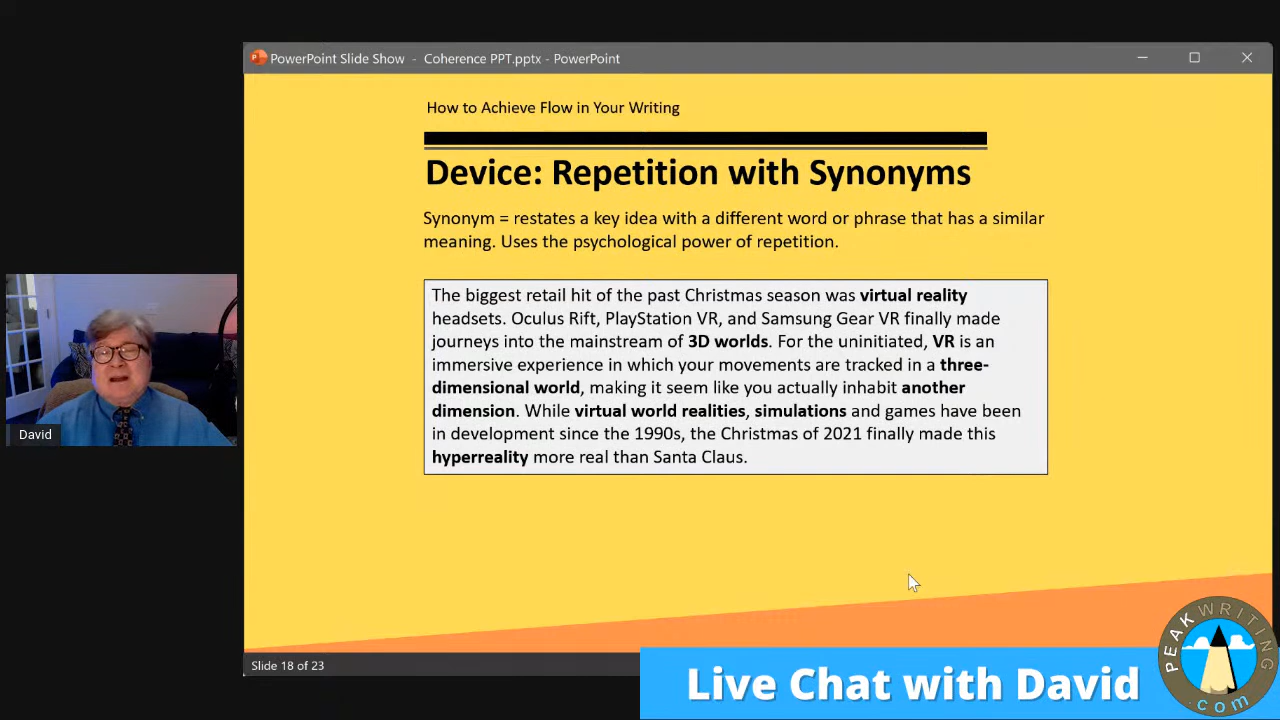 PowerPoint Slide Show - Coherence PPT.pptx - PowerPoint
How to Achieve Flow in Your Writing
Device: Repetition with Synonyms
Synonym = restates a key idea with a different word or phrase that has a similar
meaning. Uses the psychological power of repetition.
The biggest retail hit of the past Christmas season was virtual reality
headsets. Oculus Rift, PlayStation VR, and Samsung Gear VR finally made
journeys into the mainstream of 3D worlds. For the uninitiated, VR is an
immersive experience in which your movements are tracked in a three-
dimensional world, making it seem like you actually inhabit another
dimension. While virtual world realities, simulations and games have been
in development since the 1990s, the Christmas of 2021 finally made this
hyperreality more real than Santa Claus.
David
Slide 18 of 23
Live Chat with David
PEAKWRITING
.com